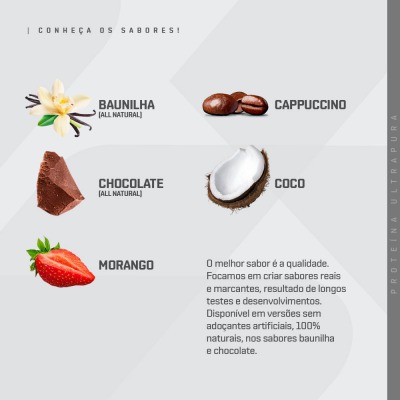 | CONHEÇA OS SABORES!
BAUNILHA
(ALL NATURAL)
CAPPUCCINO
CHOCOLATE
(ALL NATURAL)
COCO
MORANGO
O melhor sabor é a qualidade.
Focamos em criar sabores reais
e marcantes, resultado de longos
testes e desenvolvimentos.
Disponível em versões sem
adoçantes artificiais, 100%
naturais, nos sabores baunilha
e chocolate.
PROTEÍNA ULTRAPURA